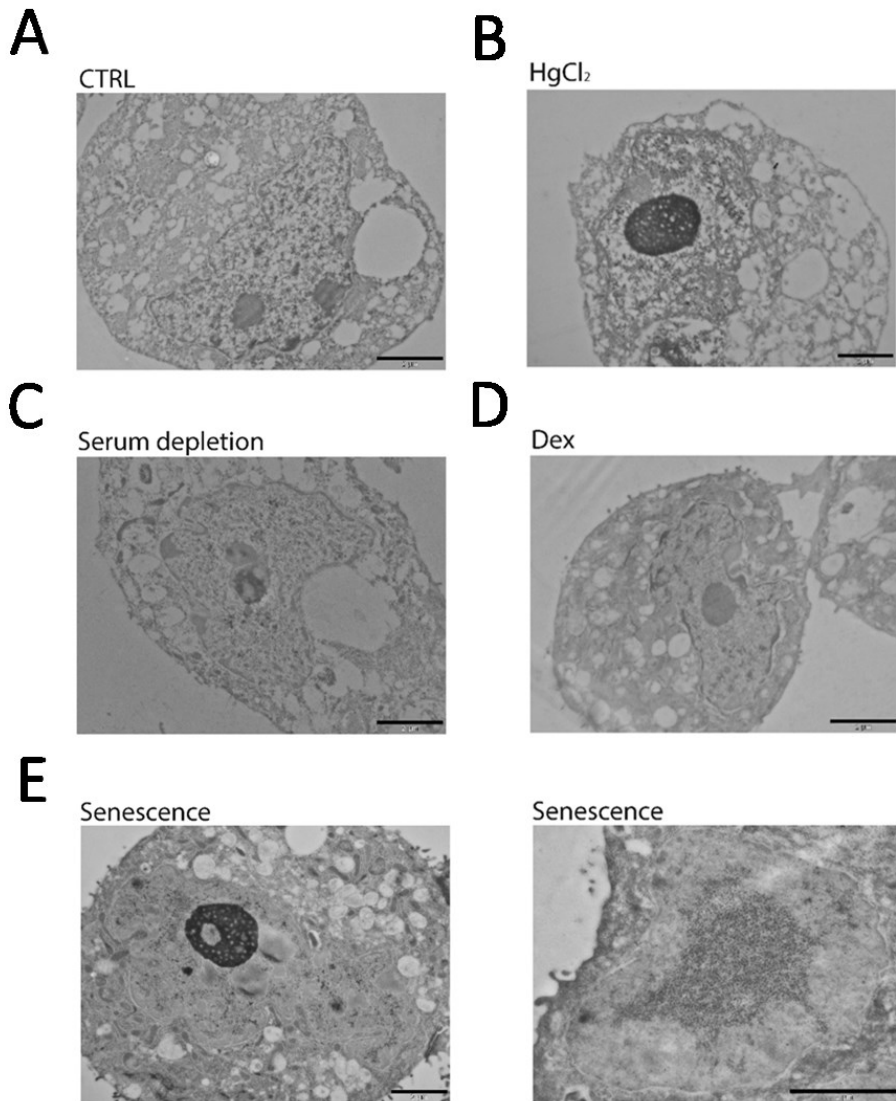 A
CTRL
B
HgCl₂
C
Serum depletion
D
Dex
E
Senescence
Senescence